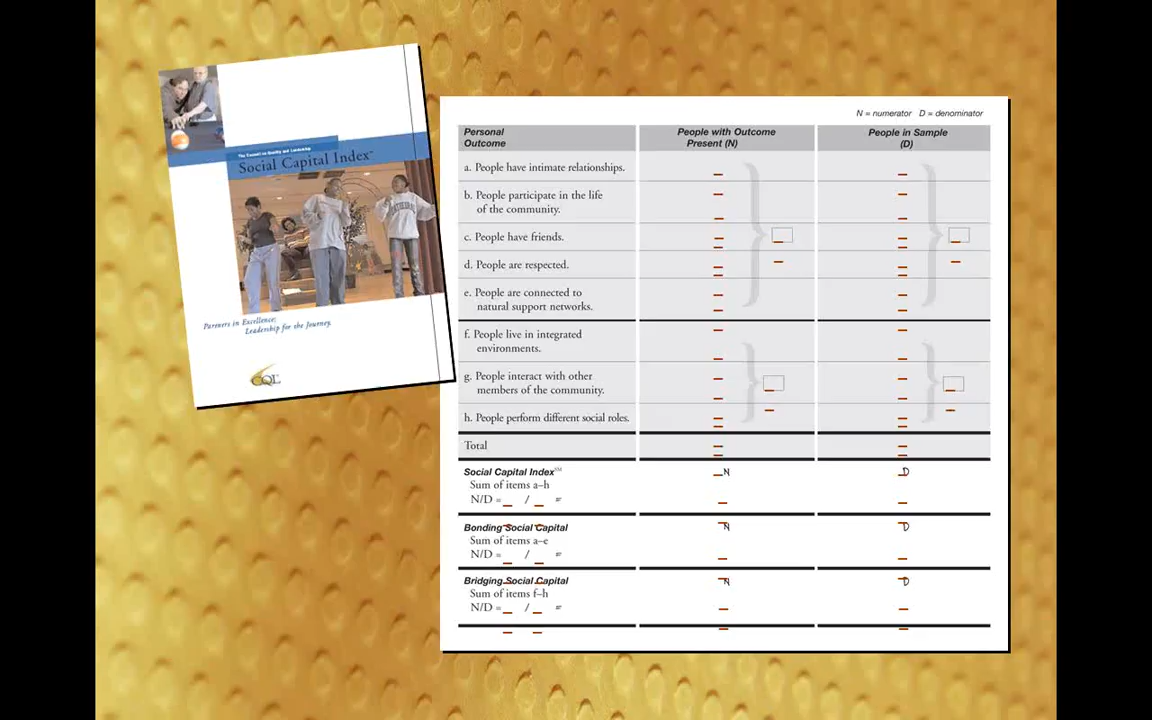 The Council on Quality and Leadership
Social Capital Index™
Partners in Excellence:
Leadership for the Journey.
CQL
N = numerator D = denominator
Personal Outcome
People with Outcome Present (N)
People in Sample (D)
a. People have intimate relationships.
b. People participate in the life
of the community.
c. People have friends.
d. People are respected.
e. People are connected to
natural support networks.
f. People live in integrated
environments.
g. People interact with other
members of the community.
h. People perform different social roles.
Total
Social Capital Index℠
N D
Sum of items a–h
N/D = / =
Bonding Social Capital
N D
Sum of items a–e
N/D = / =
Bridging Social Capital
N D
Sum of items f–h
N/D = / =